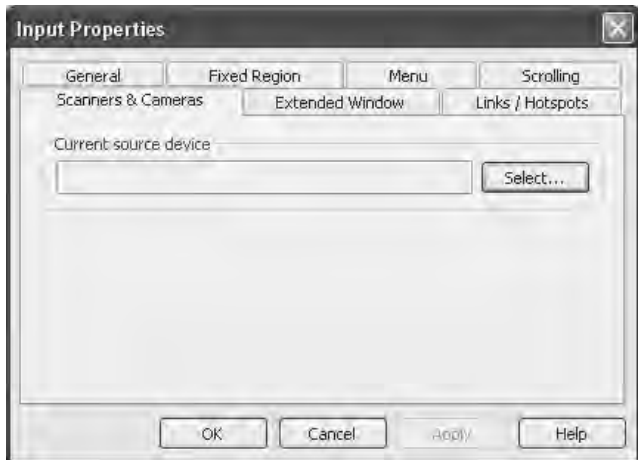 Input Properties
General Fixed Region Menu Scrolling
Scanners & Cameras Extended Window Links / Hotspots
Current source device
Select...
OK Cancel Apply Help